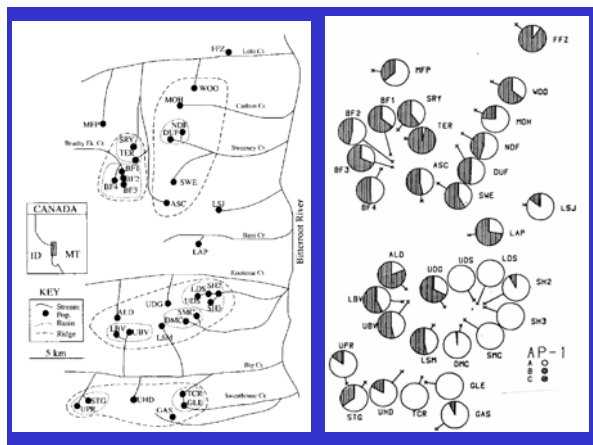 FFZ
Lolo Cr.
WOO
MOH
Carlton Cr.
MFP
NDF
DUF
SRY
TER
Brushy Fk. Cr.
Sweeney Cr.
BF1
BF2
BF4
BF3
SWE
ASC
LSJ
Bass Cr.
LAP
Bitterroot River
CANADA
ID
MT
Kootenai Cr.
KEY
Stream
Pop.
Basin
Ridge
5 km
LDS
SH2
UDS
SH3
ALD
UDG
SMC
DMC
LBV
UBV
LSM
Big Cr.
STG
UPR
UHD
TCR
GLE
Sweathouse Cr.
GAS
FFZ
MFP
WOO
BF1
SRY
BF2
TER
MOH
NDF
BF3
ASC
DUF
BF4
SWE
LSJ
LAP
ALD
UDS
LDS
UDG
SH2
LBV
UBV
SH3
LSM
DMC
SMC
UPR
AP-1
A
B
C
GLE
STG
UHD
TCR
GAS